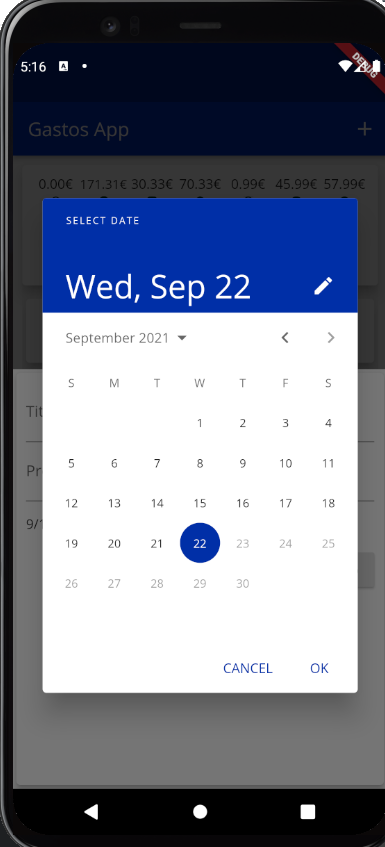 5:16 A
DEBUG
Gastos App +
0.00€ 171.31€ 30.33€ 70.33€ 0.99€ 45.99€ 57.99€
SELECT DATE
Wed, Sep 22
September 2021
S M T W T F S
1 2 3 4
5 6 7 8 9 10 11
12 13 14 15 16 17 18
19 20 21 22 23 24 25
26 27 28 29 30
Tit
Pr
9/
CANCEL OK